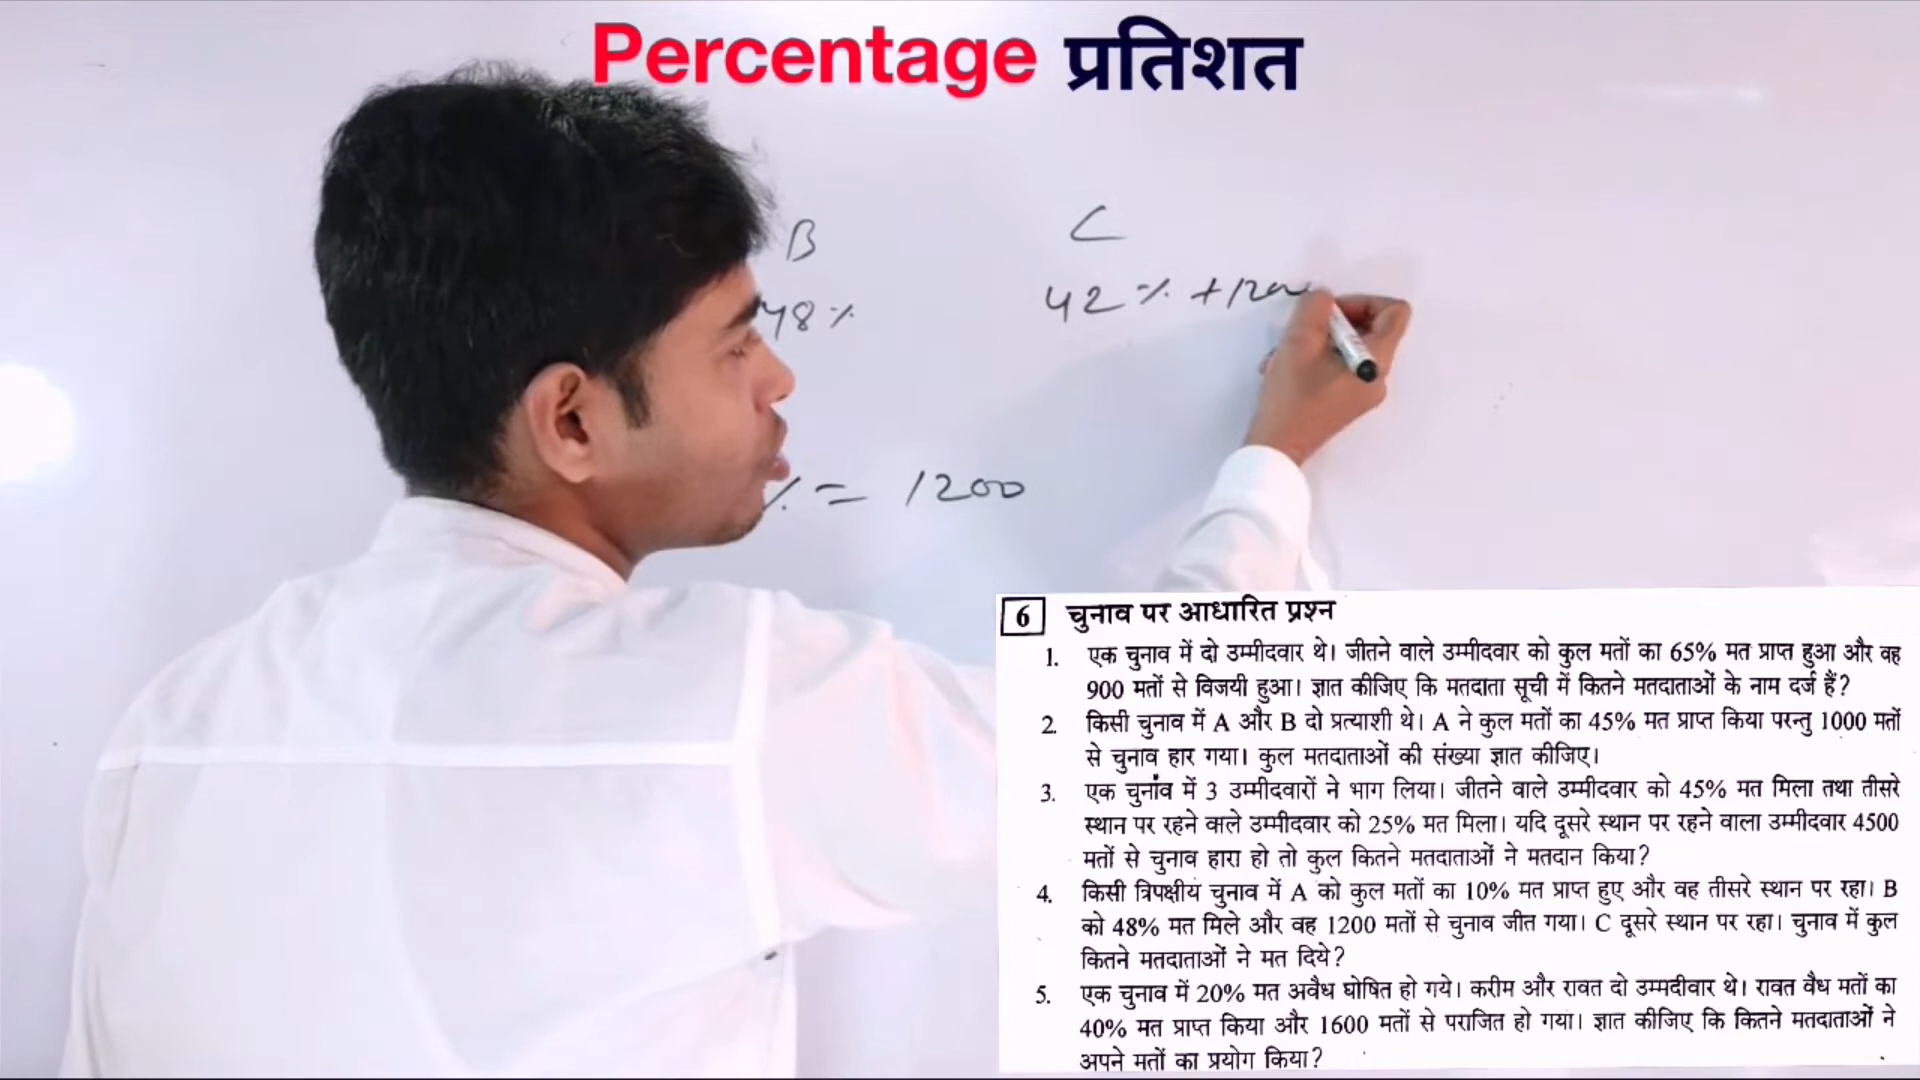 Percentage प्रतिशत
B
C
48%
42% +120
% = 1200
6 चुनाव पर आधारित प्रश्न
1. एक चुनाव में दो उम्मीदवार थे। जीतने वाले उम्मीदवार को कुल मतों का 65% मत प्राप्त हुआ और वह
900 मतों से विजयी हुआ। ज्ञात कीजिए कि मतदाता सूची में कितने मतदाताओं के नाम दर्ज हैं?
2. किसी चुनाव में A और B दो प्रत्याशी थे। A ने कुल मतों का 45% मत प्राप्त किया परन्तु 1000 मतों
से चुनाव हार गया। कुल मतदाताओं की संख्या ज्ञात कीजिए।
3. एक चुनांव में 3 उम्मीदवारों ने भाग लिया। जीतने वाले उम्मीदवार को 45% मत मिला तथा तीसरे
स्थान पर रहने वाले उम्मीदवार को 25% मत मिला। यदि दूसरे स्थान पर रहने वाला उम्मीदवार 4500
मतों से चुनाव हारा हो तो कुल कितने मतदाताओं ने मतदान किया?
4. किसी त्रिपक्षीय चुनाव में A को कुल मतों का 10% मत प्राप्त हुए और वह तीसरे स्थान पर रहा। B
को 48% मत मिले और वह 1200 मतों से चुनाव जीत गया। C दूसरे स्थान पर रहा। चुनाव में कुल
कितने मतदाताओं ने मत दिये?
5. एक चुनाव में 20% मत अवैध घोषित हो गये। करीम और रावत दो उम्मदीवार थे। रावत वैध मतों का
40% मत प्राप्त किया और 1600 मतों से पराजित हो गया। ज्ञात कीजिए कि कितने मतदाताओं ने
अपने मतों का प्रयोग किया?